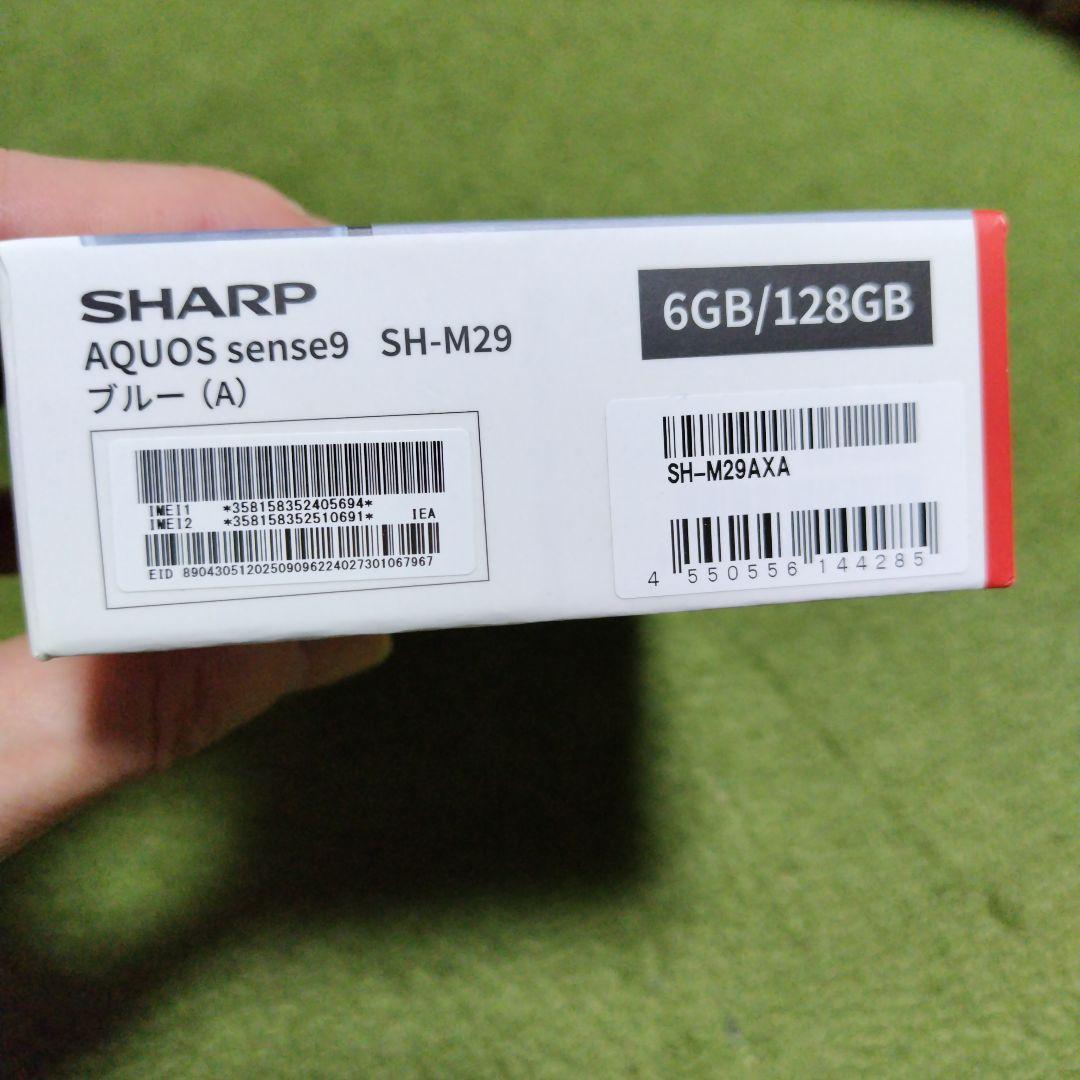 SHARP
AQUOS sense9 SH-M29
ブルー（A）
6GB/128GB
IMEI1 *358158352405694*
IMEI2 *358158352510691* IEA
EID 89043051202509096224027301067967
SH-M29AXA
4 550556 144285